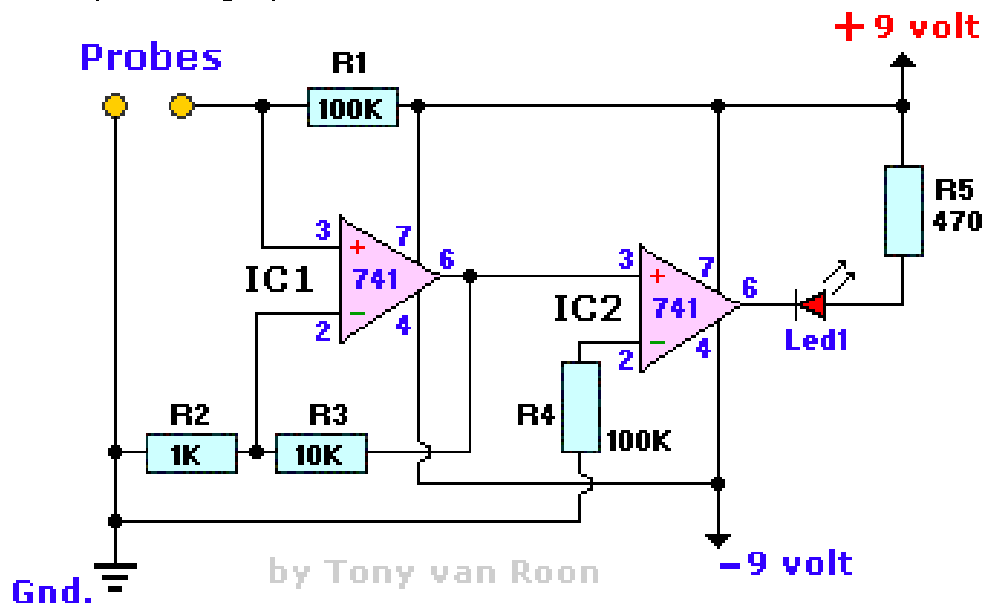 +9 volt
Probes
R1
100K
R5
470
3
+
7
741
6
IC1
-
2
4
3
+
7
741
6
IC2
-
2
4
Led1
R2
1K
R3
10K
R4
100K
by Tony van Roon
-9 volt
Gnd.